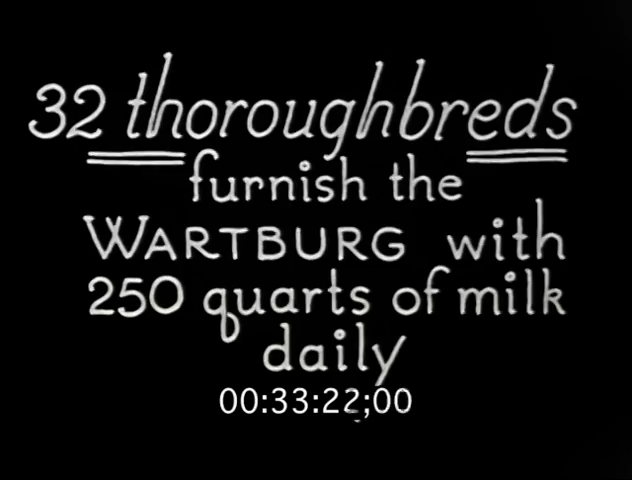 32 thoroughbreds
furnish the
WARTBURG with
250 quarts of milk
daily
00:33:22;00